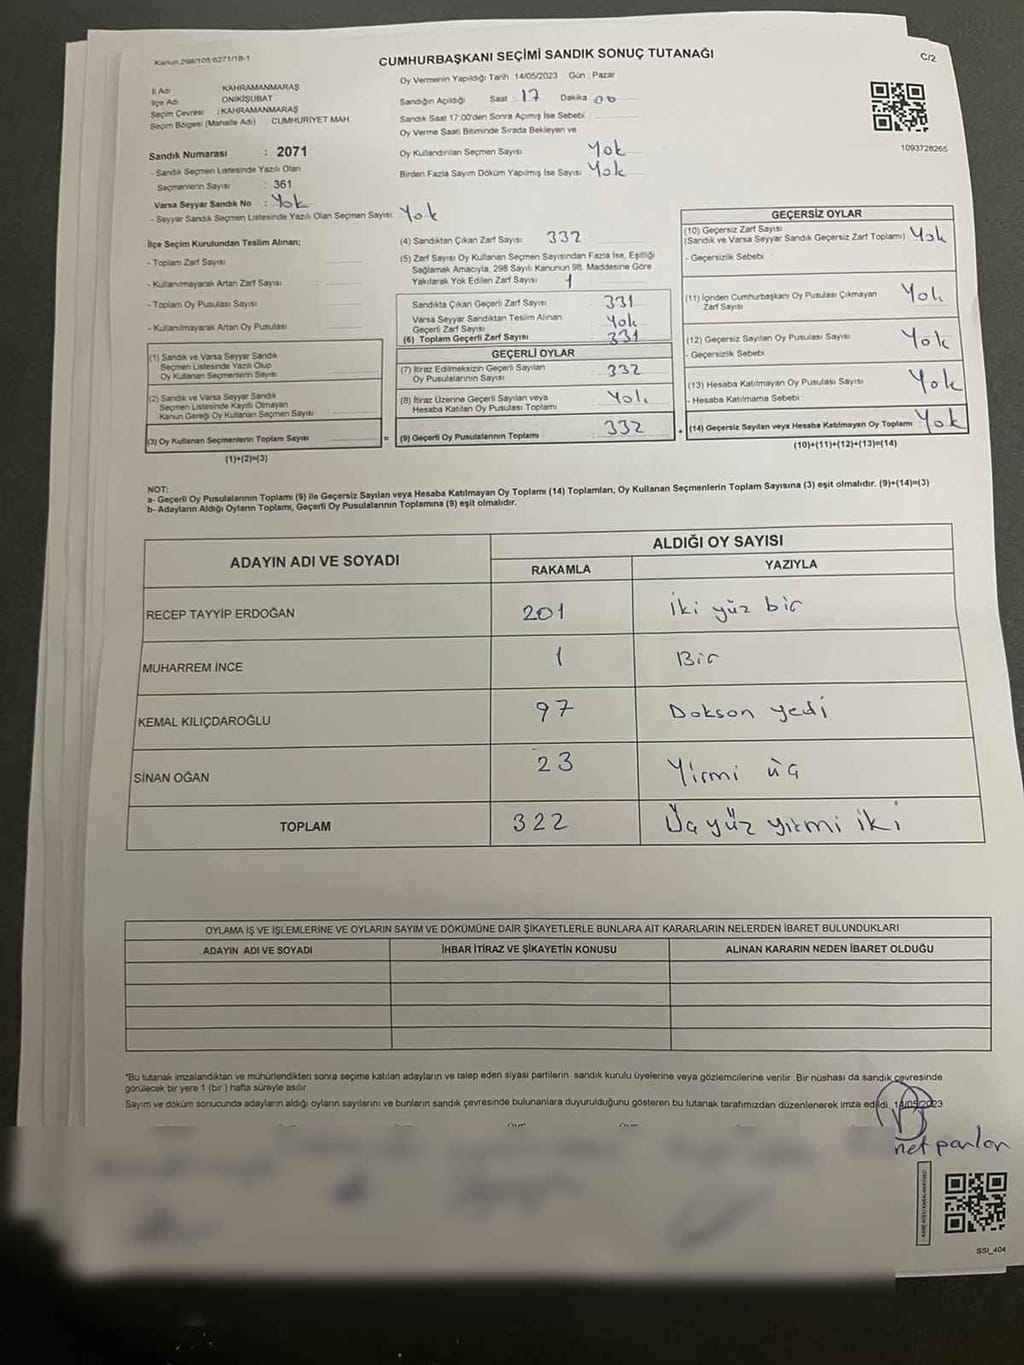 Kanun 298/105,6271/18-1
CUMHURBAŞKANI SEÇİMİ SANDIK SONUÇ TUTANAĞI
C/2
İl Adı KAHRAMANMARAŞ
İlçe Adı ONİKİŞUBAT
Seçim Çevresi : KAHRAMANMARAŞ
Seçim Bölgesi (Mahalle Adı) CUMHURİYET MAH
Sandık Numarası : 2071
- Sandık Seçmen Listesinde Yazılı Olan
Seçmenlerin Sayısı : 361
Varsa Seyyar Sandık No : Yok
- Seyyar Sandık Seçmen Listesinde Yazılı Olan Seçmen Sayısı: Yok
Oy Vermenin Yapıldığı Tarih : 14/05/2023 Gün : Pazar
Sandığın Açıldığı Saat 17 Dakika 00
Sandık Saat 17:00'den Sonra Açımış İse Sebebi :
Oy Verme Saati Bitiminde Sırada Bekleyen ve
Oy Kullandırılan Seçmen Sayısı Yok
Birden Fazla Sayım Döküm Yapılmış İse Sayısı Yok
1093728265
İlçe Seçim Kurulundan Teslim Alınan;
- Toplam Zarf Sayısı :
- Kullanılmayarak Artan Zarf Sayısı :
- Toplam Oy Pusulası Sayısı :
- Kullanılmayarak Artan Oy Pusulası :
(1) Sandık ve Varsa Seyyar Sandık
Seçmen Listesinde Yazılı Olup
Oy Kullanan Seçmenlerin Sayısı
(2) Sandık ve Varsa Seyyar Sandık
Seçmen Listesinde Kayıtlı Olmayan
Kanun Gereği Oy Kullanan Seçmen Sayısı
(3) Oy Kullanan Seçmenlerin Toplam Sayısı =
(1)+(2)=(3)
(4) Sandıktan Çıkan Zarf Sayısı 332
(5) Zarf Sayısı Oy Kullanan Seçmen Sayısından Fazla İse, Eşitliği
Sağlamak Amacıyla, 298 Sayılı Kanunun 98. Maddesine Göre
Yakılarak Yok Edilen Zarf Sayısı : 1
Sandıkta Çıkan Geçerli Zarf Sayısı 331
Varsa Seyyar Sandıktan Teslim Alınan
Geçerli Zarf Sayısı Yok
(6) Toplam Geçerli Zarf Sayısı 331
GEÇERLİ OYLAR
(7) İtiraz Edilmeksizin Geçerli Sayılan
Oy Pusulalarının Sayısı 332
(8) İtiraz Üzerine Geçerli Sayılan veya
Hesaba Katılan Oy Pusulası Toplamı Yok
(9) Geçerli Oy Pusulalarının Toplamı 332 +
GEÇERSİZ OYLAR
(10) Geçersiz Zarf Sayısı
(Sandık ve Varsa Seyyar Sandık Geçersiz Zarf Toplamı) Yok
- Geçersizlik Sebebi :
(11) İçinden Cumhurbaşkanı Oy Pusulası Çıkmayan
Zarf Sayısı Yok
(12) Geçersiz Sayılan Oy Pusulası Sayısı Yok
- Geçersizlik Sebebi :
(13) Hesaba Katılmayan Oy Pusulası Sayısı Yok
- Hesaba Katılmama Sebebi :
(14) Geçersiz Sayılan veya Hesaba Katılmayan Oy Toplamı Yok
(10)+(11)+(12)+(13)=(14)
NOT:
a- Geçerli Oy Pusulalarının Toplamı (9) ile Geçersiz Sayılan veya Hesaba Katılmayan Oy Toplamı (14) Toplamları, Oy Kullanan Seçmenlerin Toplam Sayısına (3) eşit olmalıdır. (9)+(14)=(3)
b- Adayların Aldığı Oyların Toplamı, Geçerli Oy Pusulalarının Toplamına (9) eşit olmalıdır.
ADAYIN ADI VE SOYADI ALDIĞI OY SAYISI
RAKAMLA YAZIYLA
RECEP TAYYİP ERDOĞAN 201 İki yüz bir
MUHARREM İNCE 1 Bir
KEMAL KILIÇDAROĞLU 97 Dokson yedi
SİNAN OĞAN 23 Yirmi üç
TOPLAM 322 Üç yüz yirmi iki
OYLAMA İŞ VE İŞLEMLERİNE VE OYLARIN SAYIM VE DÖKÜMÜNE DAİR ŞİKAYETLERLE BUNLARA AİT KARARLARIN NELERDEN İBARET BULUNDUKLARI
ADAYIN ADI VE SOYADI İHBAR İTİRAZ VE ŞİKAYETİN KONUSU ALINAN KARARIN NEDEN İBARET OLDUĞU
*Bu tutanak imzalandıktan ve mühürlendikten sonra seçime katılan adayların ve talep eden siyasi partilerin sandık kurulu üyelerine veya gözlemcilerine verilir. Bir nüshası da sandık çevresinde
görülecek bir yere 1 (bir) hafta süreyle asılır.
Sayım ve döküm sonucunda adayların aldığı oyların sayılarını ve bunların sandık çevresinde bulunanlara duyurulduğunu gösteren bu tutanak tarafımızdan düzenlenerek imza edildi. 14/05/2023
SSI_404